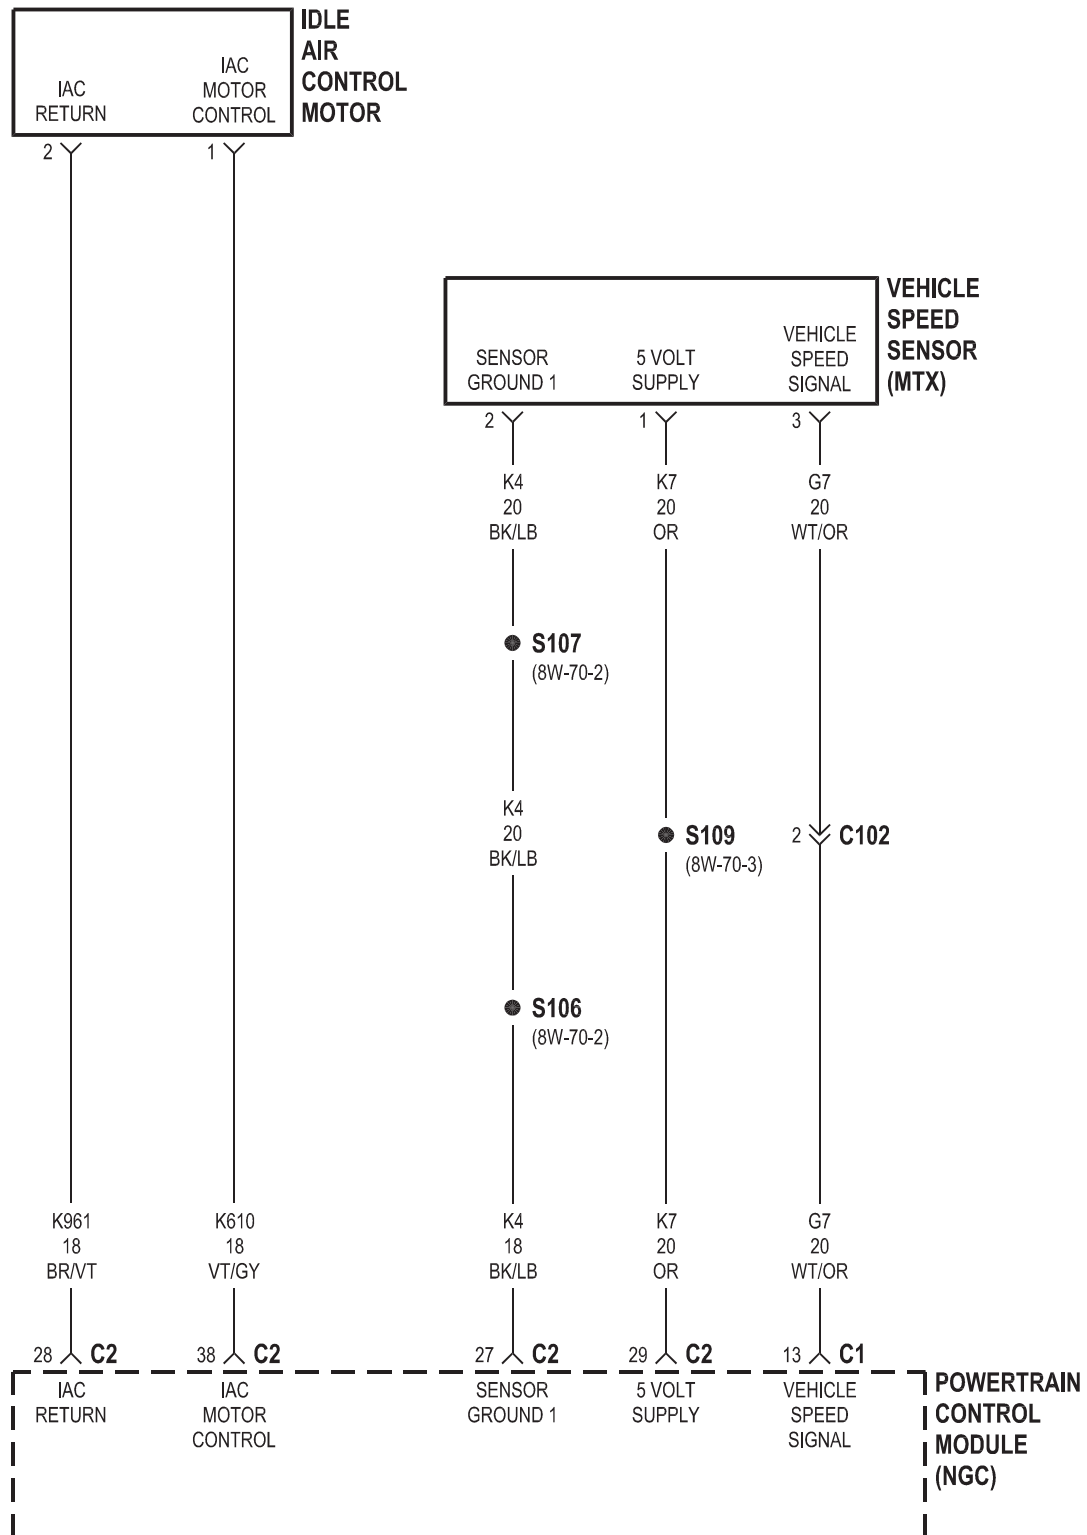 IDLE
AIR
CONTROL
MOTOR
IAC
RETURN
IAC
MOTOR
CONTROL
2
1
VEHICLE
SPEED
SENSOR
(MTX)
SENSOR
GROUND 1
5 VOLT
SUPPLY
VEHICLE
SPEED
SIGNAL
2
1
3
K4
20
BK/LB
K7
20
OR
G7
20
WT/OR
S107
(8W-70-2)
K4
20
BK/LB
S109
(8W-70-3)
2
C102
S106
(8W-70-2)
K961
18
BR/VT
K610
18
VT/GY
K4
18
BK/LB
K7
20
OR
G7
20
WT/OR
28 C2
38 C2
27 C2
29 C2
13 C1
IAC
RETURN
IAC
MOTOR
CONTROL
SENSOR
GROUND 1
5 VOLT
SUPPLY
VEHICLE
SPEED
SIGNAL
POWERTRAIN
CONTROL
MODULE
(NGC)